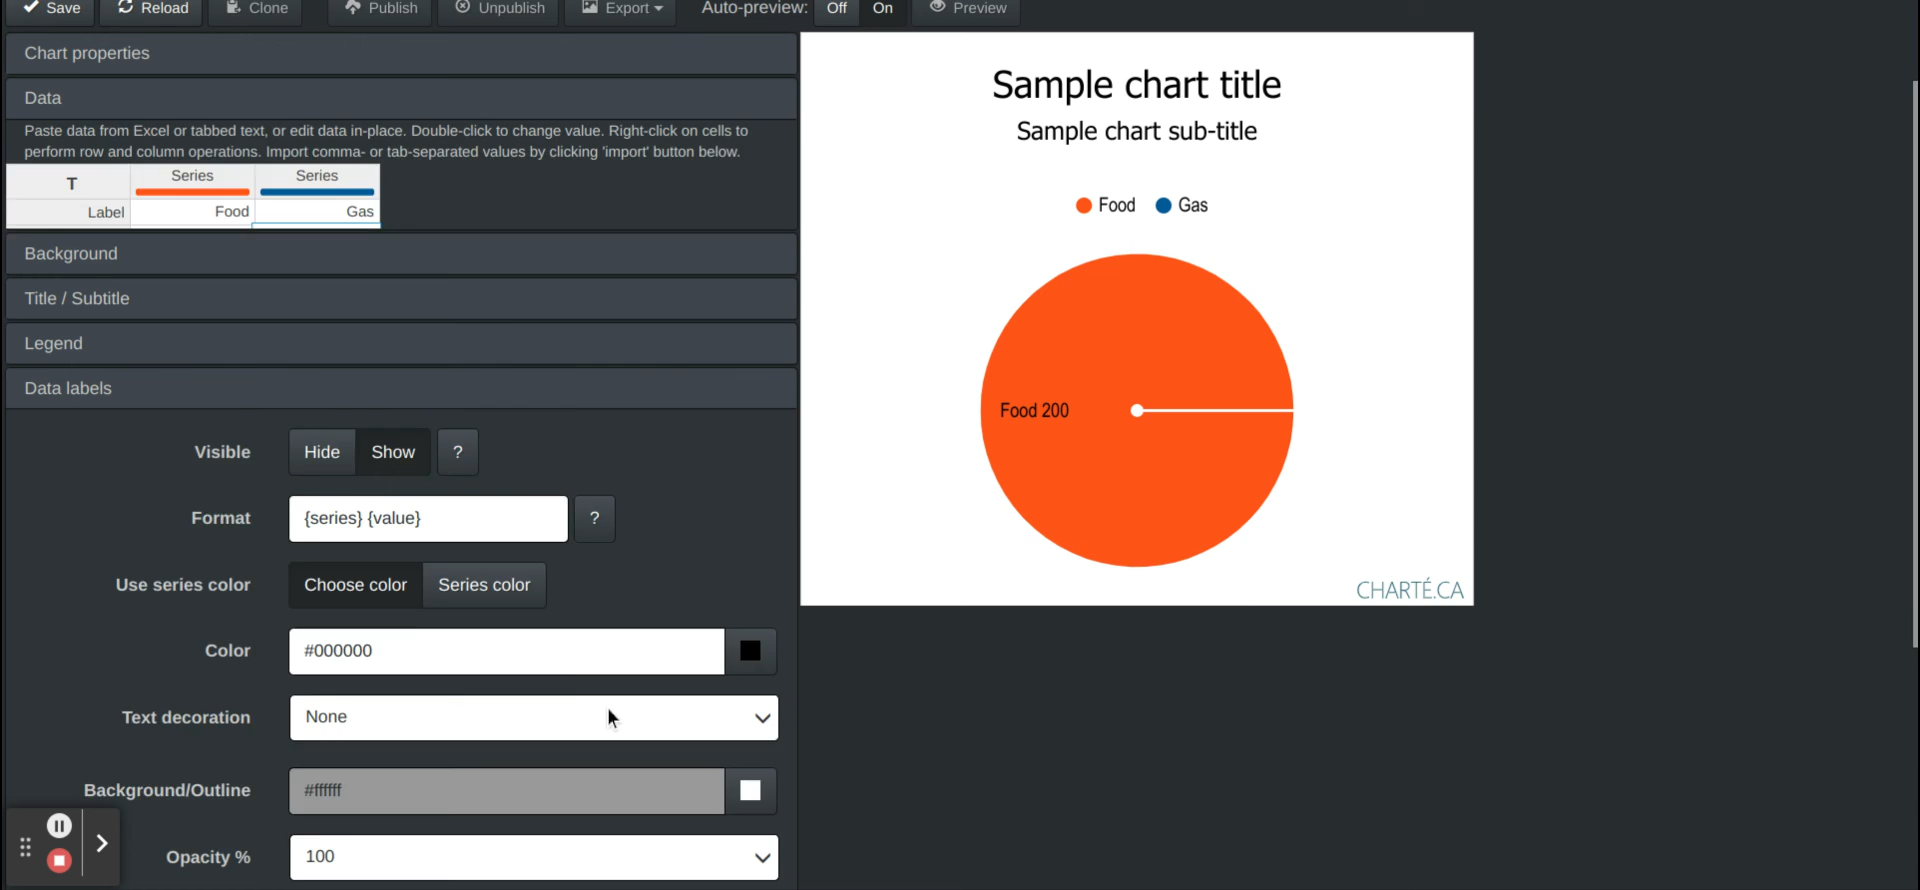 Save Reload Clone Publish Unpublish Export Auto-preview: Off On Preview
Chart properties
Data
Paste data from Excel or tabbed text, or edit data in-place. Double-click to change value. Right-click on cells to
perform row and column operations. Import comma- or tab-separated values by clicking 'import' button below.
T Series Series
Label Food Gas
Background
Title / Subtitle
Legend
Data labels
Visible Hide Show ?
Format {series} {value} ?
Use series color Choose color Series color
Color #000000
Text decoration None
Background/Outline #ffffff
Opacity % 100
Sample chart title
Sample chart sub-title
Food Gas
Food 200
CHARTÉ.CA